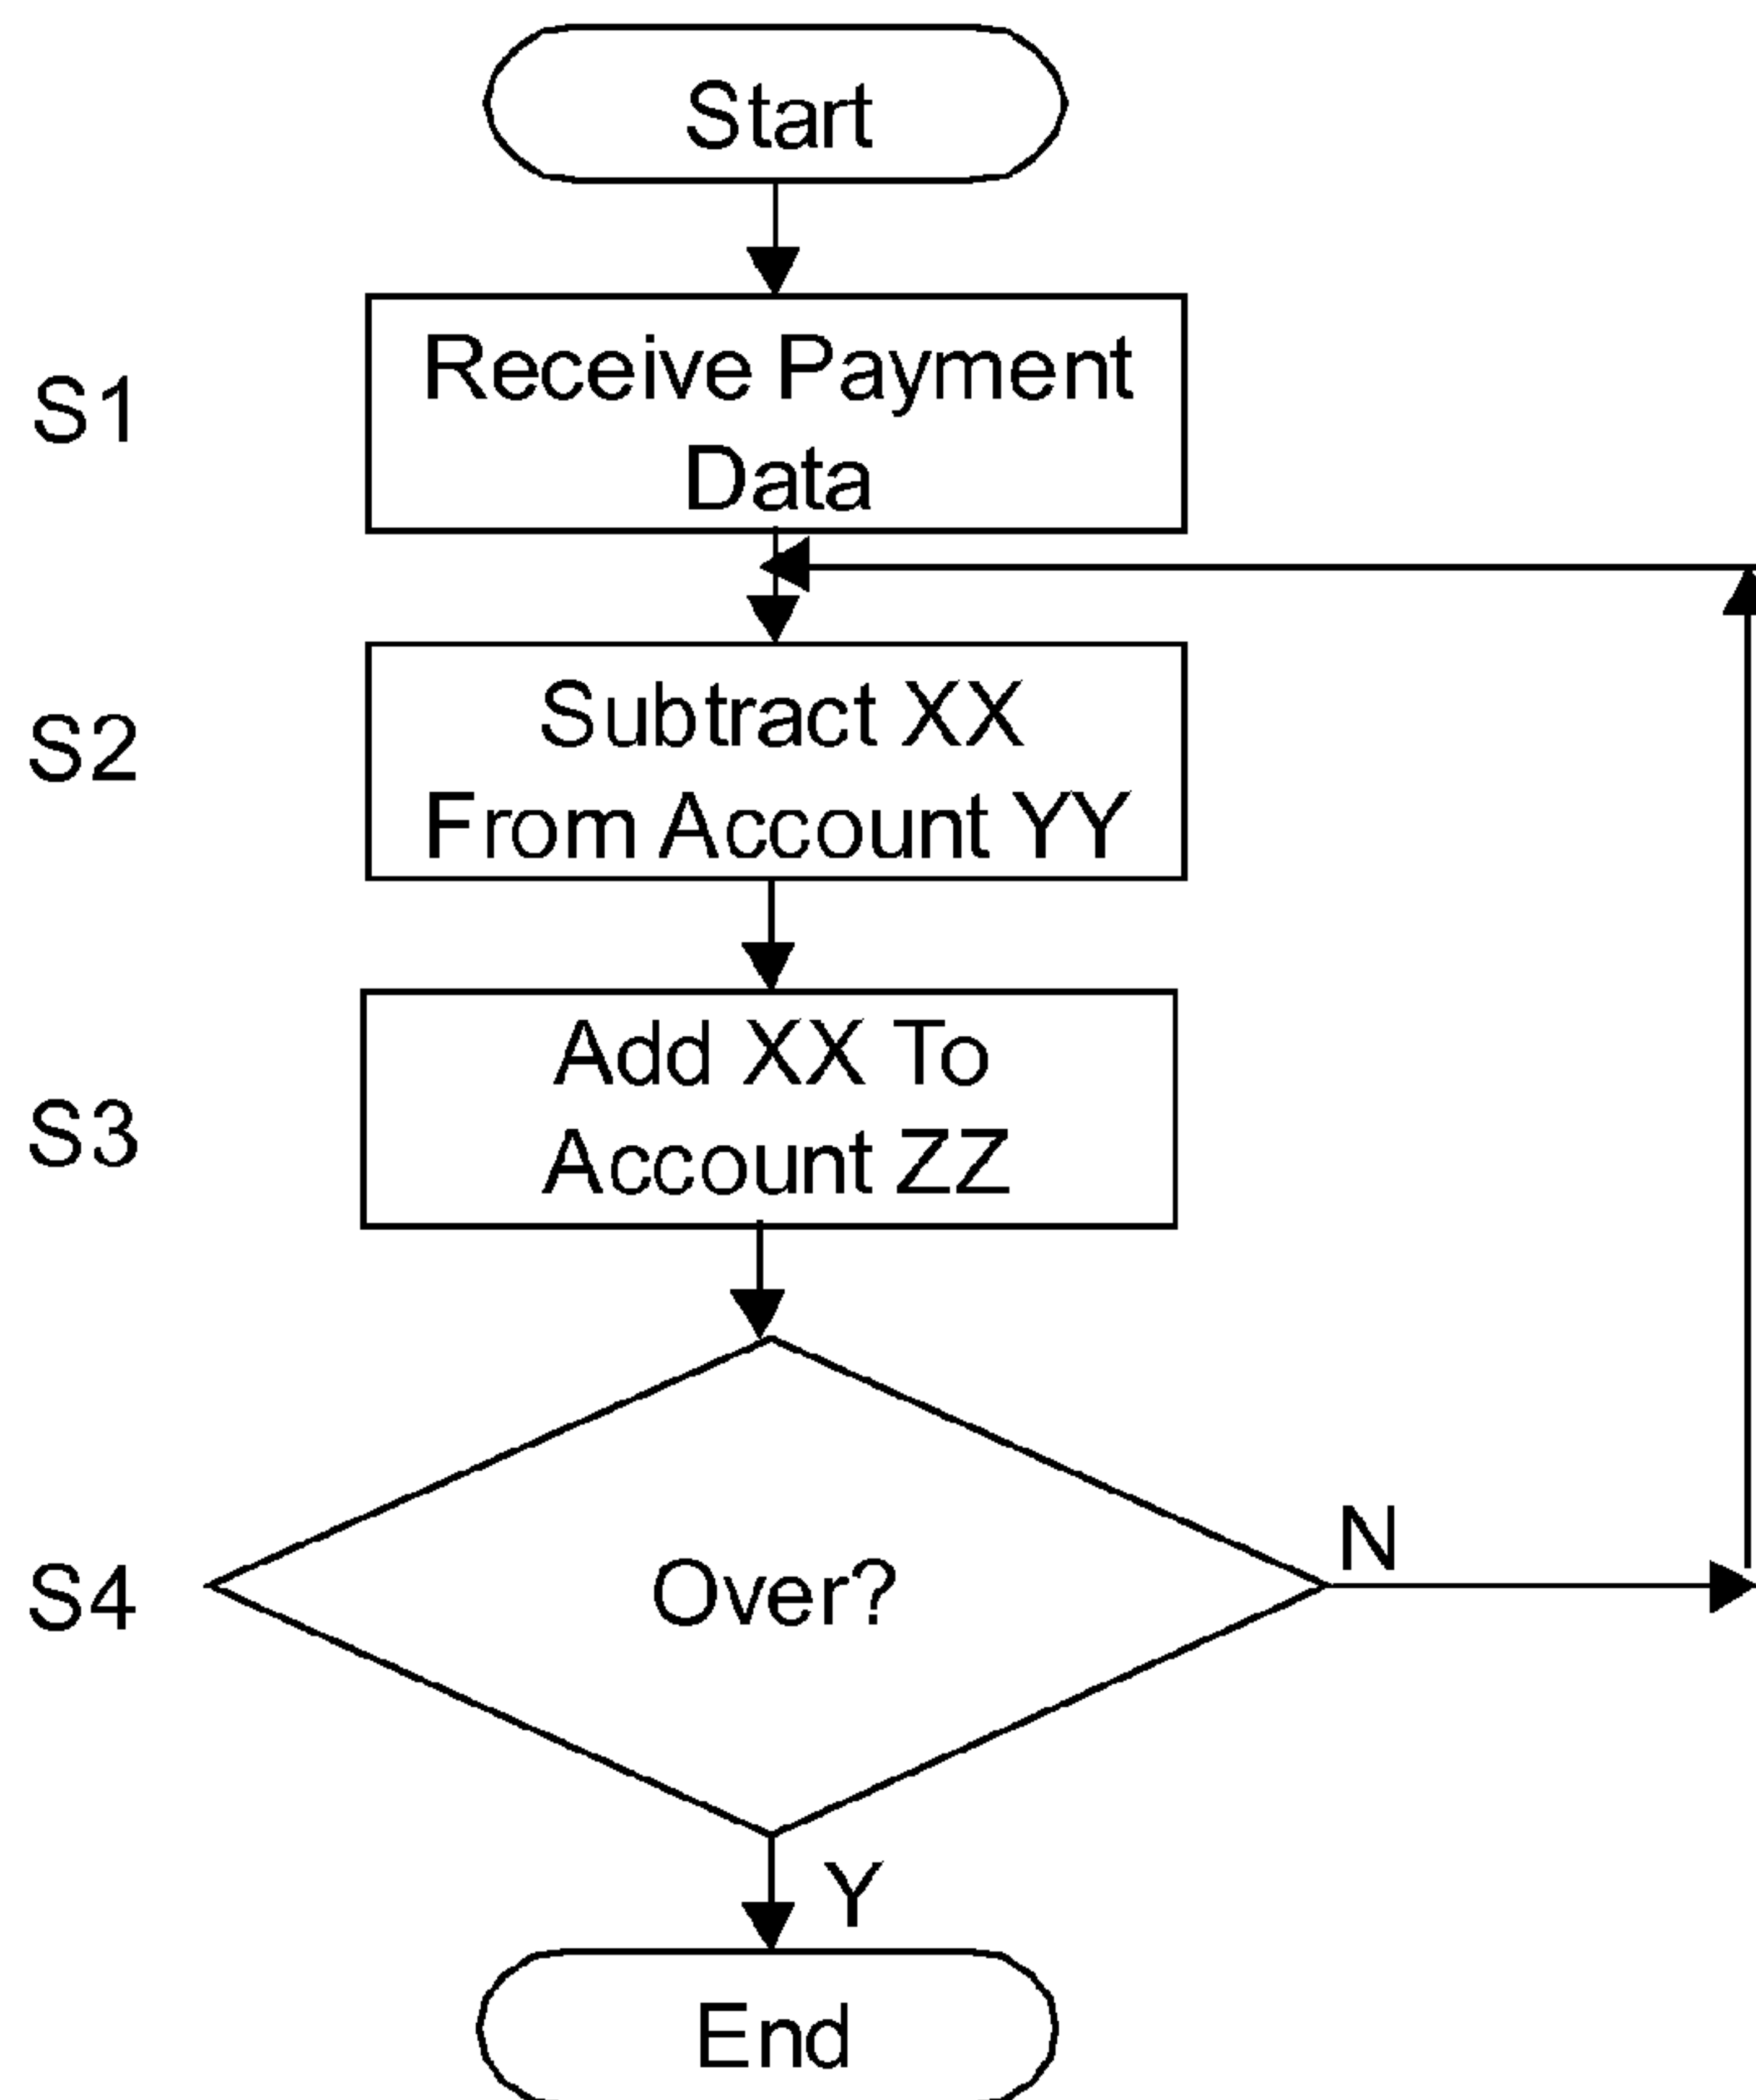 Start
S1
Receive Payment
Data
S2
Subtract XX
From Account YY
S3
Add XX To
Account ZZ
S4
Over?
N
Y
End